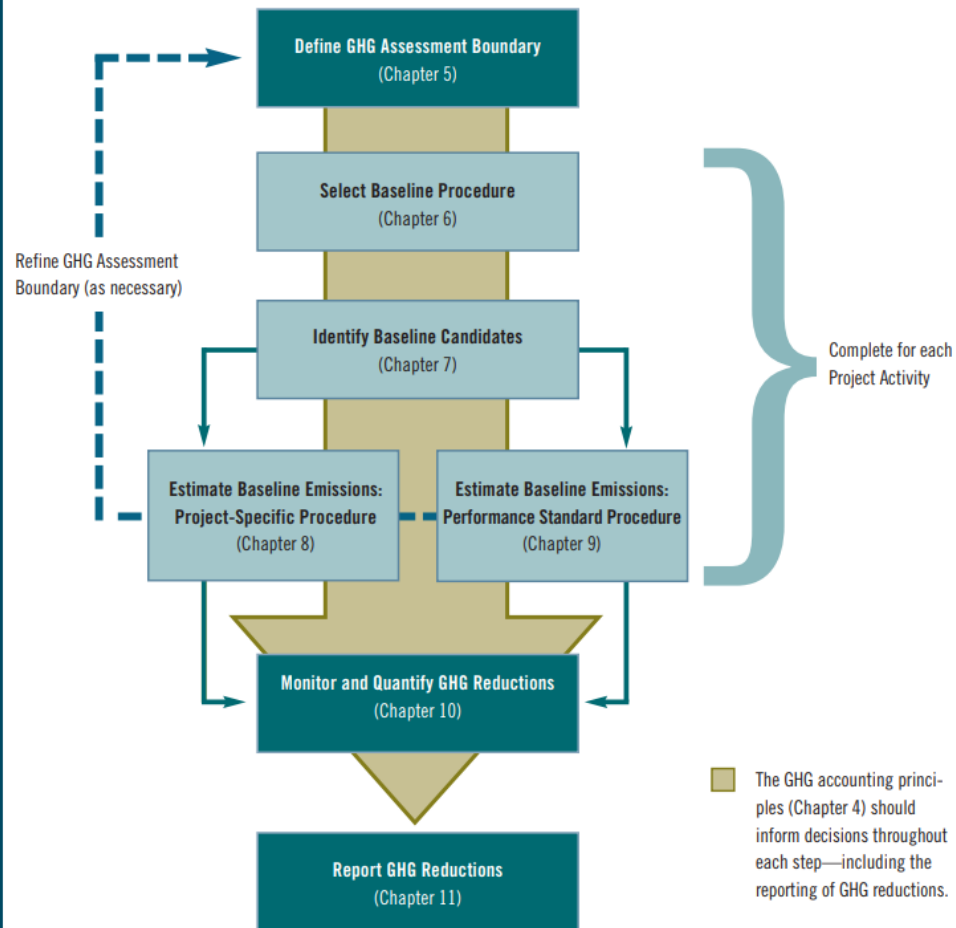 Define GHG Assessment Boundary
(Chapter 5)
Select Baseline Procedure
(Chapter 6)
Refine GHG Assessment
Boundary (as necessary)
Identify Baseline Candidates
(Chapter 7)
Complete for each
Project Activity
Estimate Baseline Emissions:
Project-Specific Procedure
(Chapter 8)
Estimate Baseline Emissions:
Performance Standard Procedure
(Chapter 9)
Monitor and Quantify GHG Reductions
(Chapter 10)
The GHG accounting princi-
ples (Chapter 4) should
inform decisions throughout
each step—including the
reporting of GHG reductions.
Report GHG Reductions
(Chapter 11)